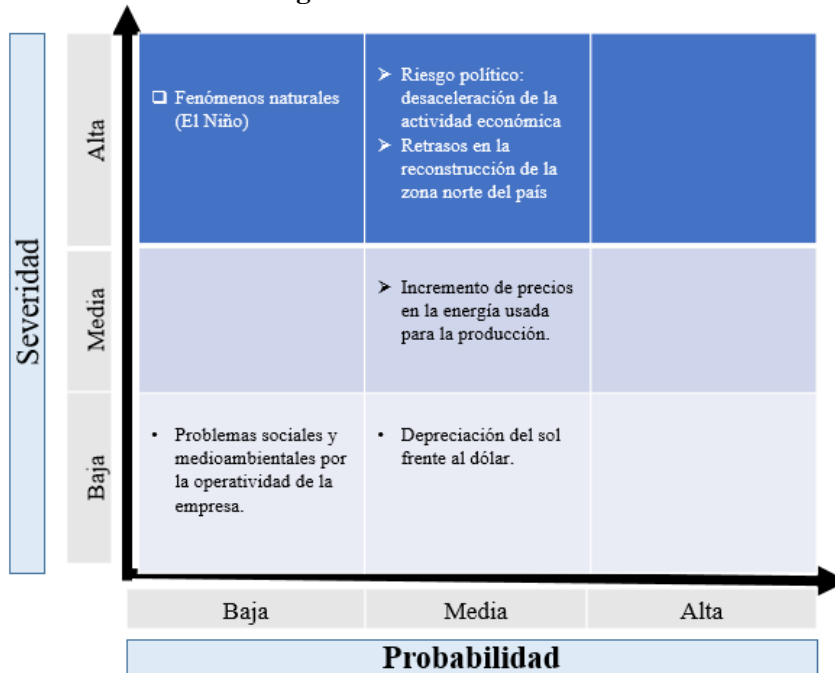 Severidad
Alta
❑ Fenómenos naturales
(El Niño)
➤ Riesgo político:
desaceleración de la
actividad económica
➤ Retrasos en la
reconstrucción de la
zona norte del país
Media
➤ Incremento de precios
en la energía usada
para la producción.
Baja
• Problemas sociales y
medioambientales por
la operatividad de la
empresa.
• Depreciación del sol
frente al dólar.
Baja
Media
Alta
Probabilidad